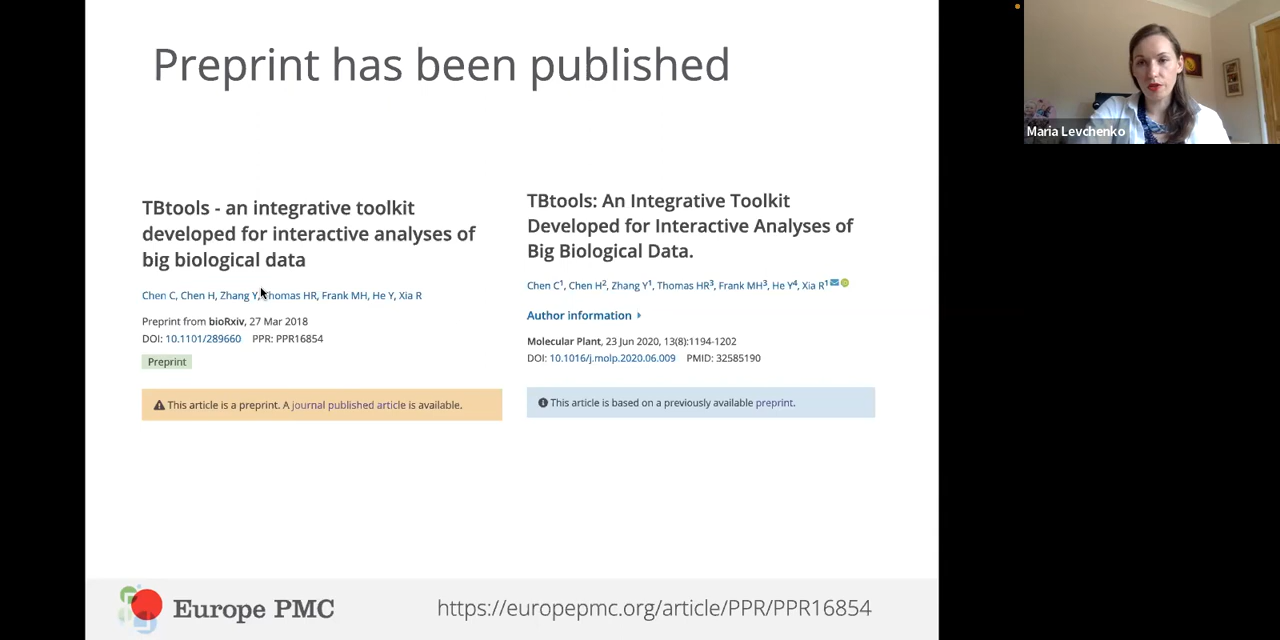 Preprint has been published
TBtools - an integrative toolkit
developed for interactive analyses of
big biological data
Chen C, Chen H, Zhang Y, Thomas HR, Frank MH, He Y, Xia R
Preprint from bioRxiv, 27 Mar 2018
DOI: 10.1101/289660 PPR: PPR16854
Preprint
This article is a preprint. A journal published article is available.
TBtools: An Integrative Toolkit
Developed for Interactive Analyses of
Big Biological Data.
Chen C1, Chen H2, Zhang Y1, Thomas HR3, Frank MH3, He Y4, Xia R1
Author information
Molecular Plant, 23 Jun 2020, 13(8):1194-1202
DOI: 10.1016/j.molp.2020.06.009 PMID: 32585190
This article is based on a previously available preprint.
Europe PMC
https://europepmc.org/article/PPR/PPR16854
Maria Levchenko